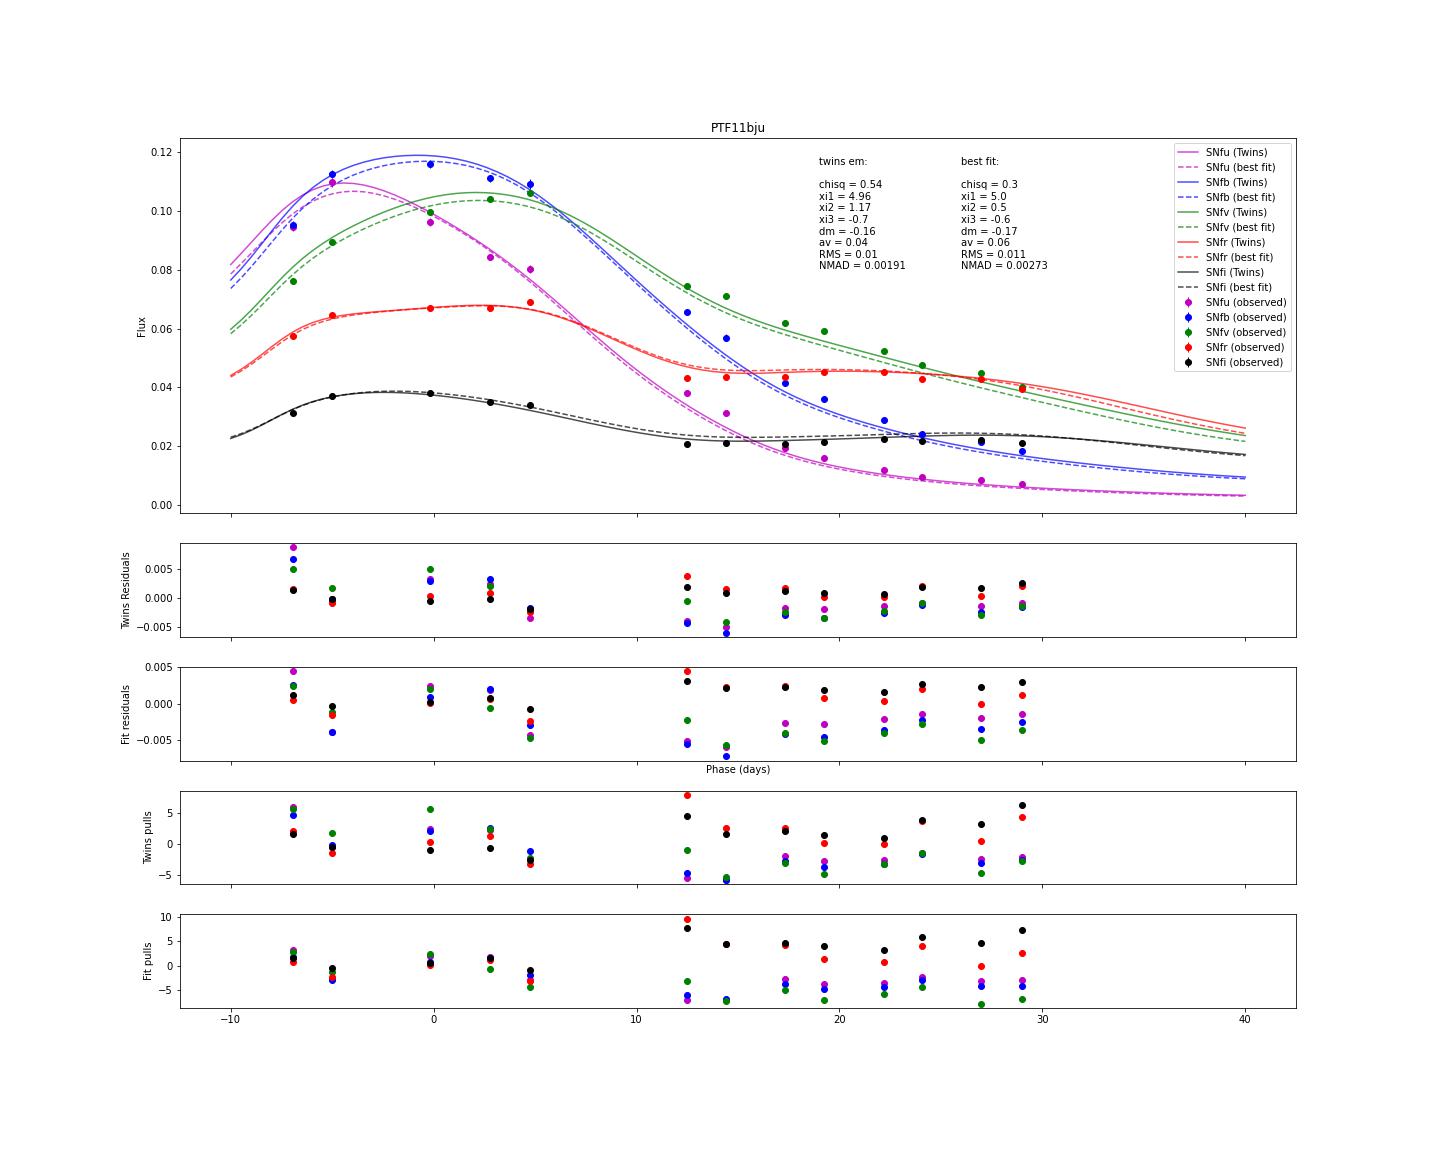 PTF11bju
0.12
0.10
0.08
0.06
0.04
0.02
0.00
Flux
twins em:
chisq = 0.54
xi1 = 4.96
xi2 = 1.17
xi3 = -0.7
dm = -0.16
av = 0.04
RMS = 0.01
NMAD = 0.00191
best fit:
chisq = 0.3
xi1 = 5.0
xi2 = 0.5
xi3 = -0.6
dm = -0.17
av = 0.06
RMS = 0.011
NMAD = 0.00273
SNfu (Twins)
SNfu (best fit)
SNfb (Twins)
SNfb (best fit)
SNfv (Twins)
SNfv (best fit)
SNfr (Twins)
SNfr (best fit)
SNfi (Twins)
SNfi (best fit)
SNfu (observed)
SNfb (observed)
SNfv (observed)
SNfr (observed)
SNfi (observed)
0.005
0.000
−0.005
Twins Residuals
0.005
0.000
−0.005
Fit residuals
Phase (days)
5
0
−5
Twins pulls
10
5
0
−5
Fit pulls
−10
0
10
20
30
40